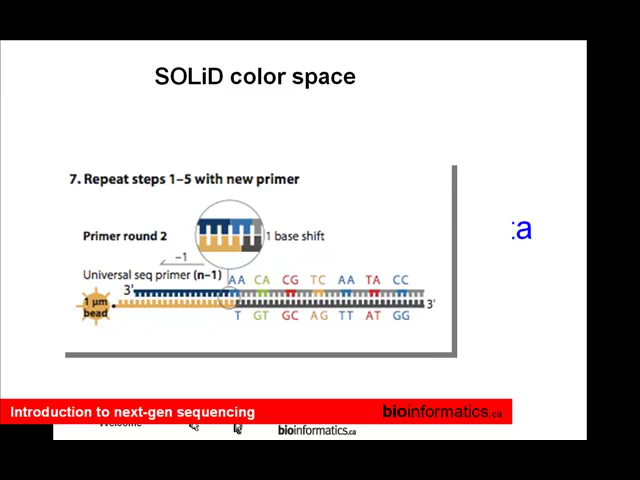 SOLiD color space
7. Repeat steps 1–5 with new primer
Primer round 2
1 base shift
−1
Universal seq primer (n−1)
AA CA CG TC AA TA CC
3′
1 µm
bead
3′
T GT GC AG TT AT GG
ta
Introduction to next-gen sequencing
bioinformatics.ca
Welcome
bioinformatics.ca